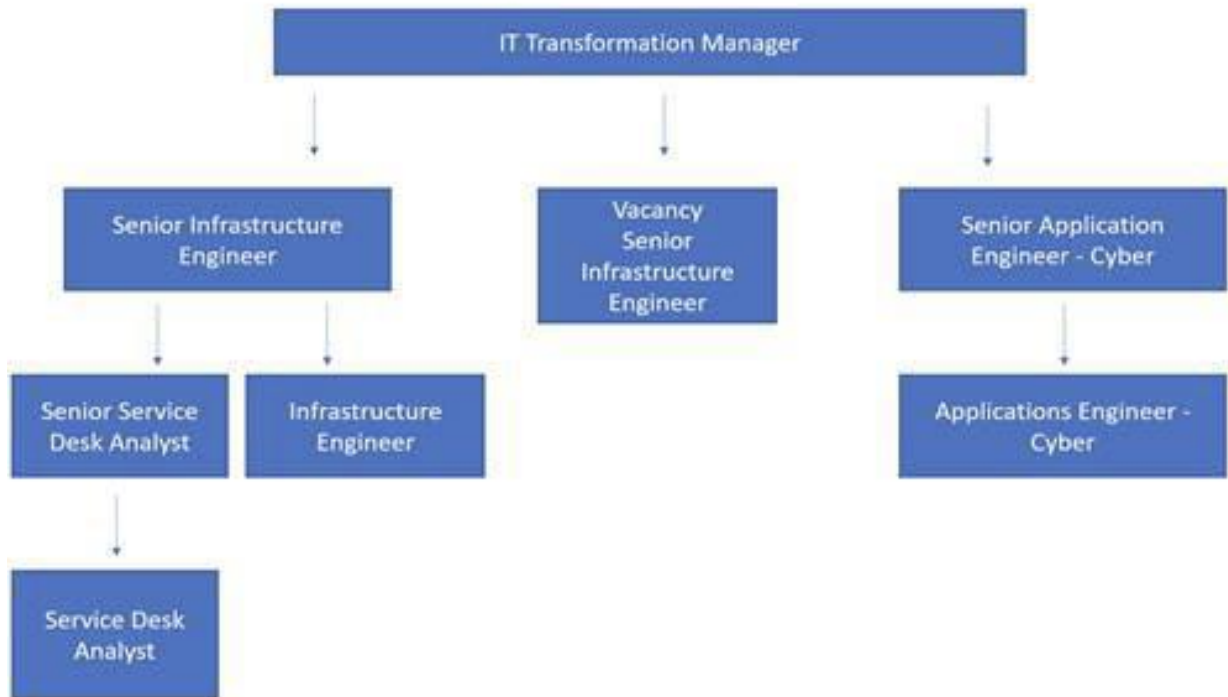 IT Transformation Manager
Senior Infrastructure
Engineer
Vacancy
Senior
Infrastructure
Engineer
Senior Application
Engineer - Cyber
Senior Service
Desk Analyst
Infrastructure
Engineer
Applications Engineer -
Cyber
Service Desk
Analyst